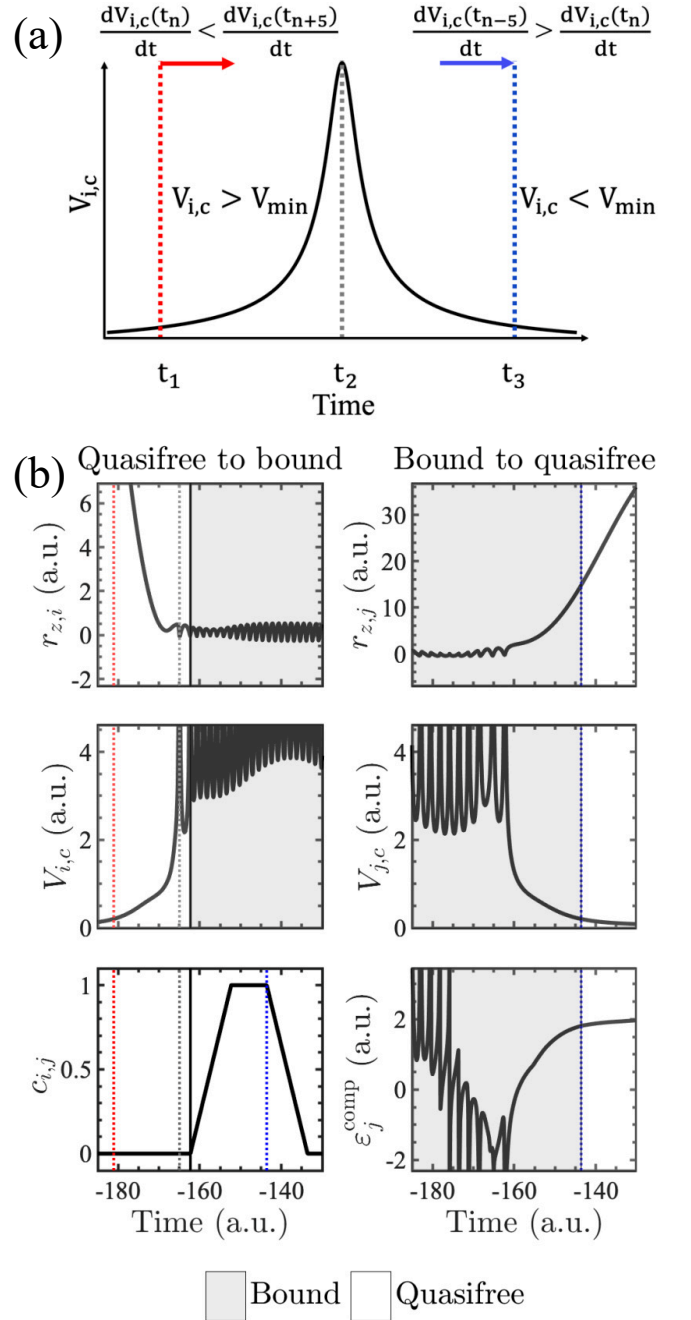 (a)
dV_{i,c}(t_n)/dt < dV_{i,c}(t_{n+5})/dt
dV_{i,c}(t_{n-5})/dt > dV_{i,c}(t_n)/dt
V_{i,c}
V_{i,c} > V_{min}
V_{i,c} < V_{min}
t_1
t_2
t_3
Time
(b)
Quasifree to bound
Bound to quasifree
r_{z,i} (a.u.)
6
4
2
0
-2
r_{z,j} (a.u.)
30
20
10
0
V_{i,c} (a.u.)
4
2
0
V_{j,c} (a.u.)
4
2
0
c_{i,j}
1
0.5
0
-180
-160
-140
Time (a.u.)
ε_j^{comp} (a.u.)
2
0
-2
-180
-160
-140
Time (a.u.)
Bound
Quasifree